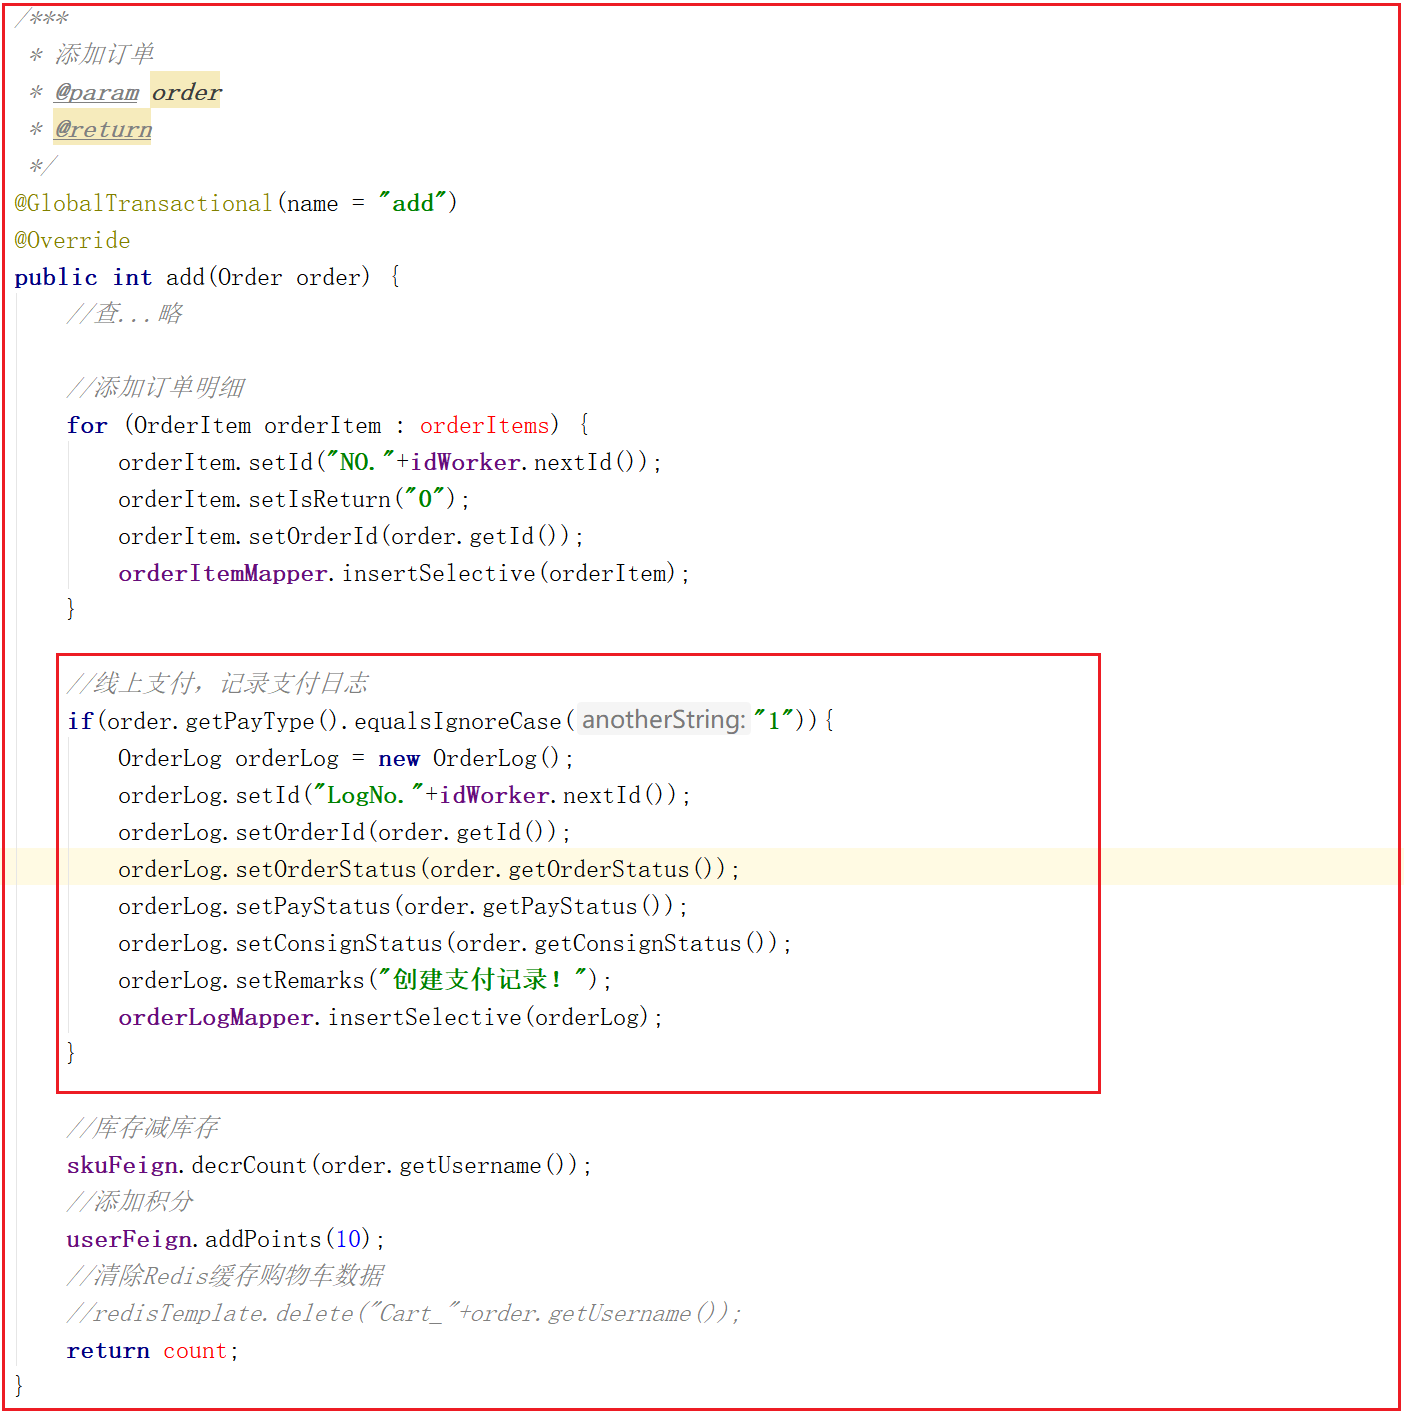 /***
 * 添加订单
 * @param order
 * @return
 */
@GlobalTransactional(name = "add")
@Override
public int add(Order order) {
    //查...略

    //添加订单明细
    for (OrderItem orderItem : orderItems) {
        orderItem.setId("NO."+idWorker.nextId());
        orderItem.setIsReturn("0");
        orderItem.setOrderId(order.getId());
        orderItemMapper.insertSelective(orderItem);
    }

    //线上支付，记录支付日志
    if(order.getPayType().equalsIgnoreCase( anotherString: "1")){
        OrderLog orderLog = new OrderLog();
        orderLog.setId("LogNo."+idWorker.nextId());
        orderLog.setOrderId(order.getId());
        orderLog.setOrderStatus(order.getOrderStatus());
        orderLog.setPayStatus(order.getPayStatus());
        orderLog.setConsignStatus(order.getConsignStatus());
        orderLog.setRemarks("创建支付记录！");
        orderLogMapper.insertSelective(orderLog);
    }

    //库存减库存
    skuFeign.decrCount(order.getUsername());
    //添加积分
    userFeign.addPoints(10);
    //清除Redis缓存购物车数据
    //redisTemplate.delete("Cart_"+order.getUsername());
    return count;
}